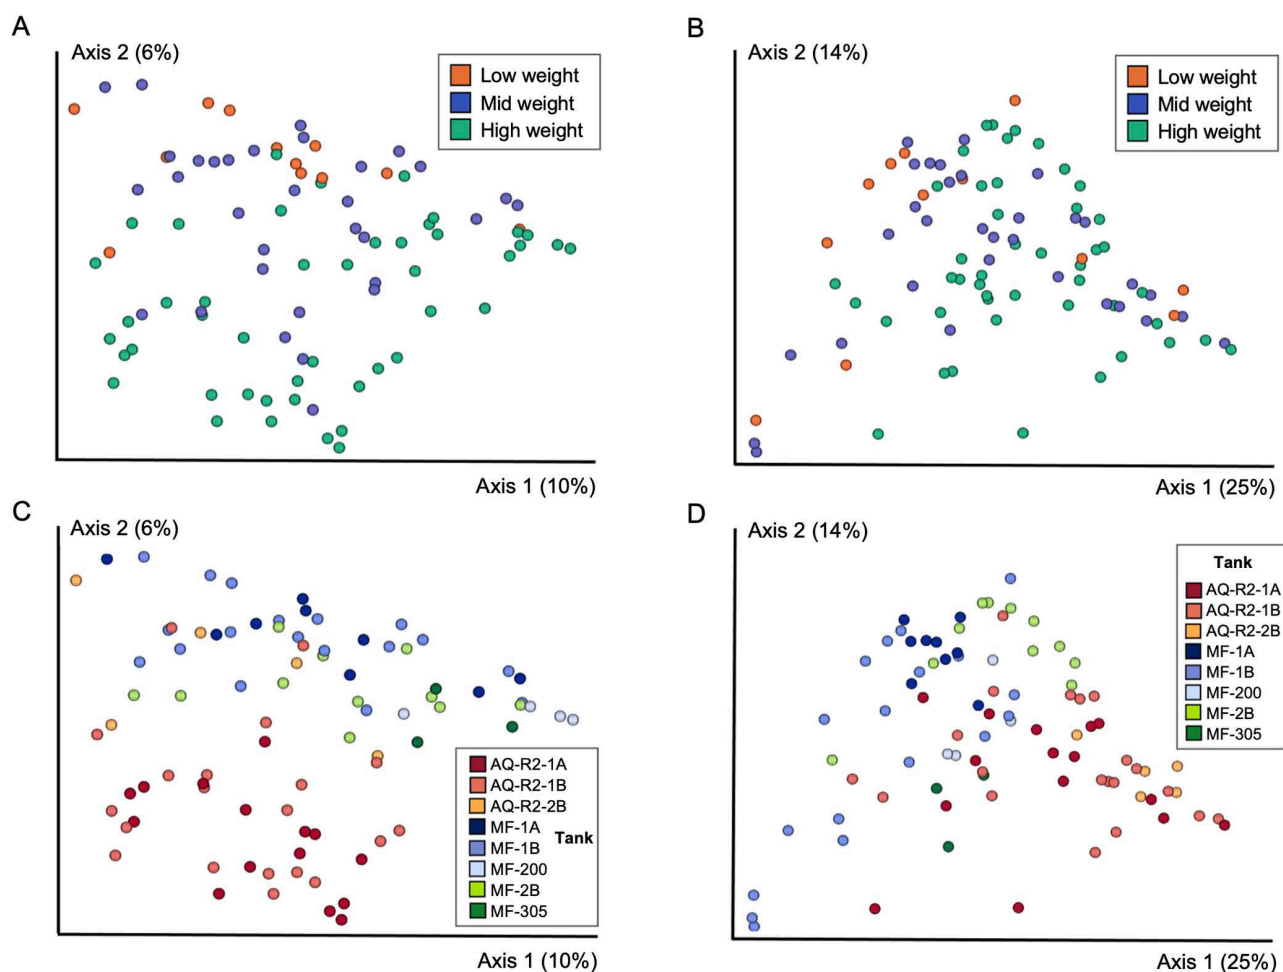 A
Axis 2 (6%)
Low weight
Mid weight
High weight
Axis 1 (10%)
B
Axis 2 (14%)
Low weight
Mid weight
High weight
Axis 1 (25%)
C
Axis 2 (6%)
AQ-R2-1A
AQ-R2-1B
AQ-R2-2B
MF-1A
Tank
MF-1B
MF-200
MF-2B
MF-305
Axis 1 (10%)
D
Axis 2 (14%)
Tank
AQ-R2-1A
AQ-R2-1B
AQ-R2-2B
MF-1A
MF-1B
MF-200
MF-2B
MF-305
Axis 1 (25%)